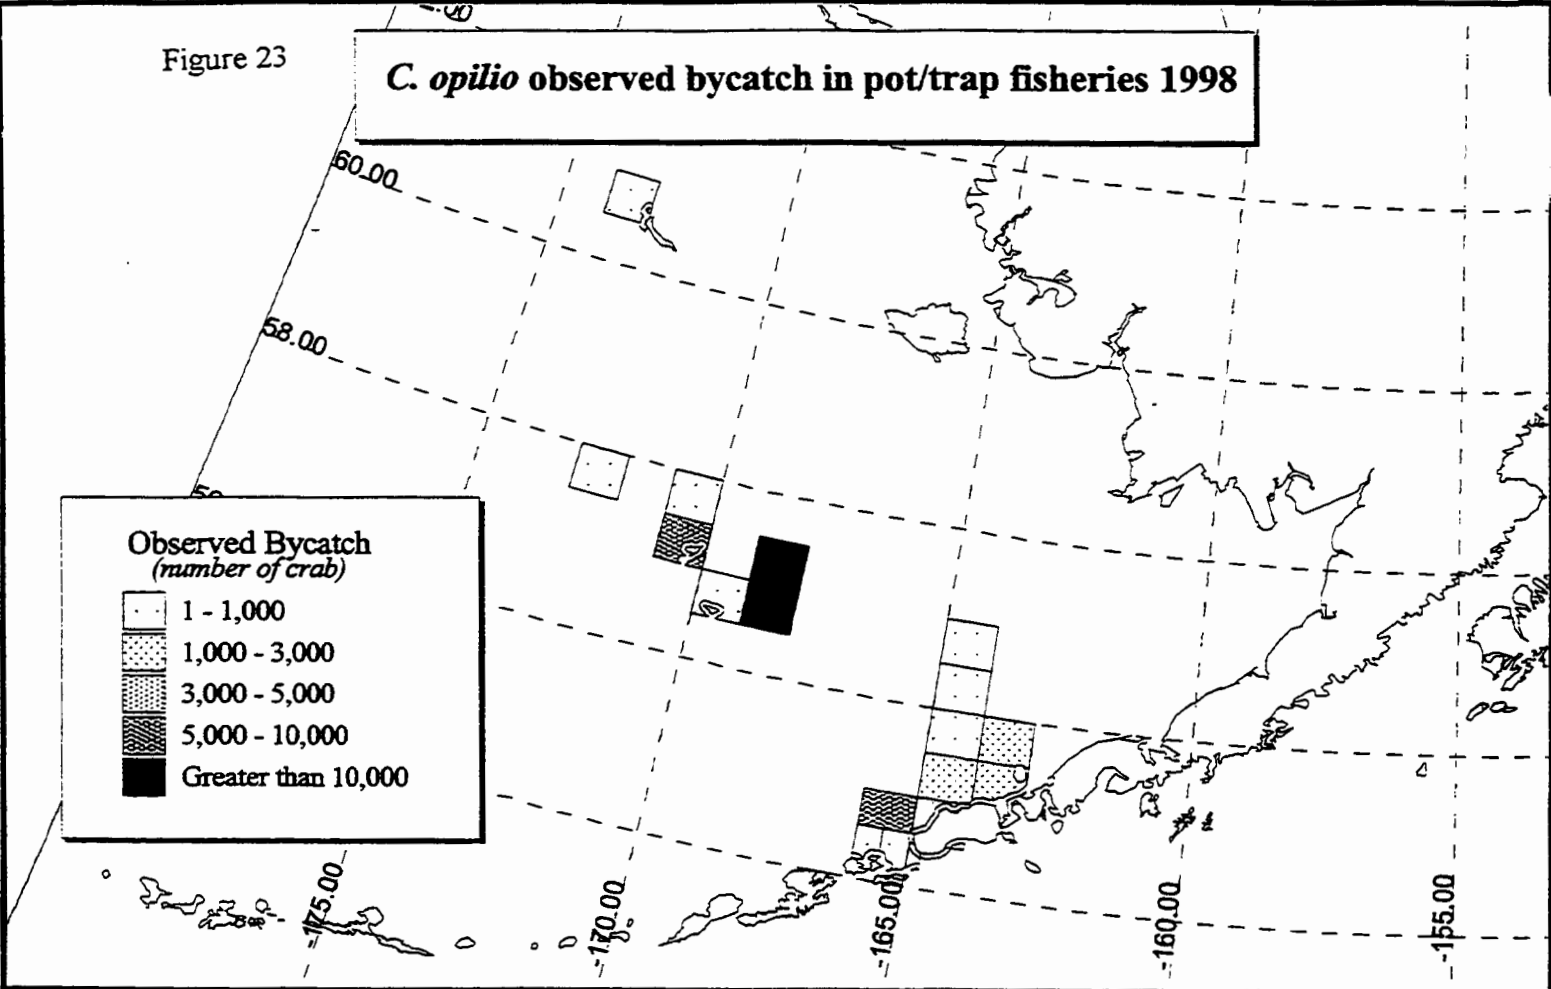 Figure 23
C. opilio observed bycatch in pot/trap fisheries 1998
60.00
58.00
Observed Bycatch
(number of crab)
1 - 1,000
1,000 - 3,000
3,000 - 5,000
5,000 - 10,000
Greater than 10,000
-175.00
-170.00
-165.00
-160.00
-155.00